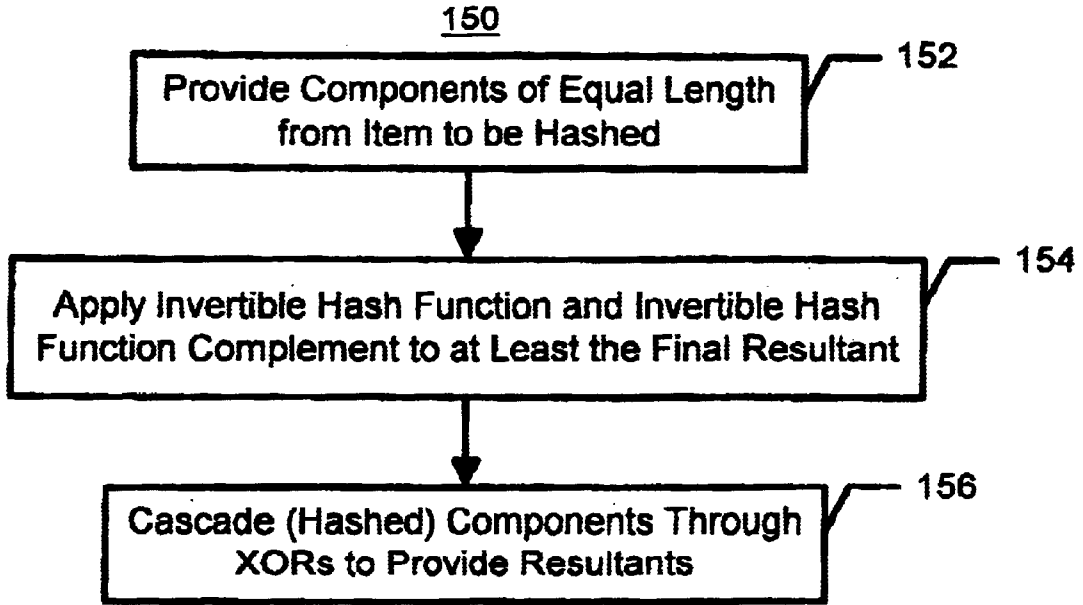 150
152
Provide Components of Equal Length
from Item to be Hashed
154
Apply Invertible Hash Function and Invertible Hash
Function Complement to at Least the Final Resultant
156
Cascade (Hashed) Components Through
XORs to Provide Resultants